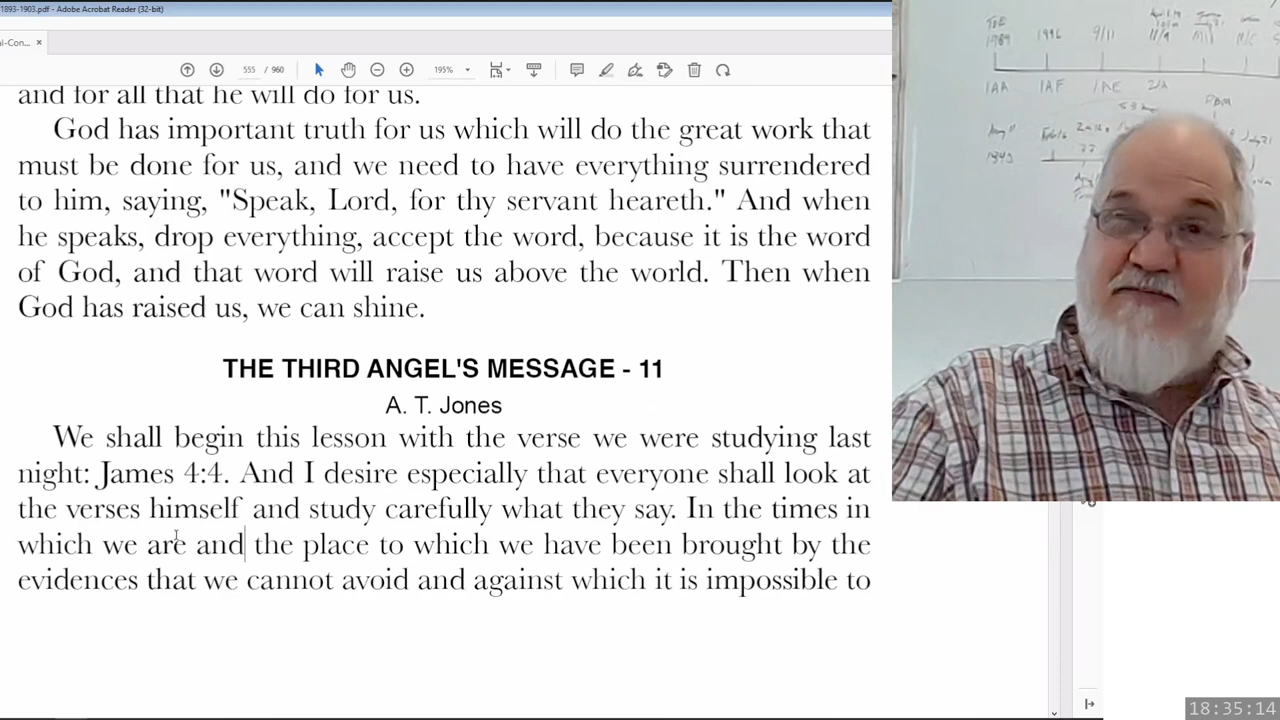 1893-1903.pdf - Adobe Acrobat Reader (32-bit)
al-Con... ×
555 / 960
195%
and for all that he will do for us.
God has important truth for us which will do the great work that
must be done for us, and we need to have everything surrendered
to him, saying, "Speak, Lord, for thy servant heareth." And when
he speaks, drop everything, accept the word, because it is the word
of God, and that word will raise us above the world. Then when
God has raised us, we can shine.
THE THIRD ANGEL'S MESSAGE - 11
A. T. Jones
We shall begin this lesson with the verse we were studying last
night: James 4:4. And I desire especially that everyone shall look at
the verses himself and study carefully what they say. In the times in
which we are and the place to which we have been brought by the
evidences that we cannot avoid and against which it is impossible to
1989 1996 9/11
1AA 1AF
18:35:14